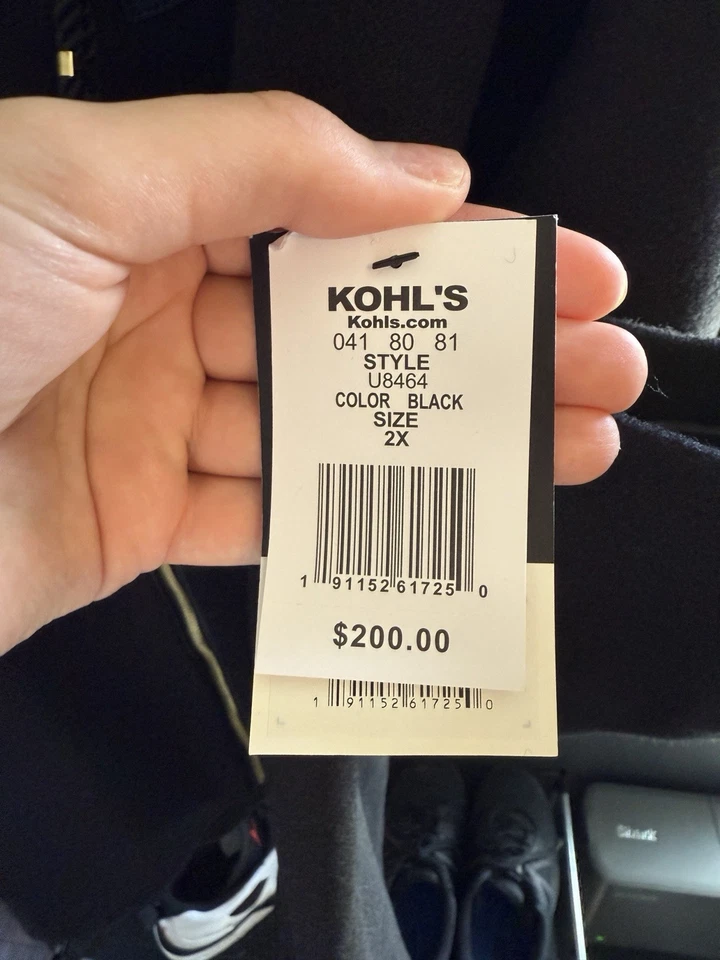 KOHL'S
Kohls.com
041 80 81
STYLE
U8464
COLOR BLACK
SIZE
2X
1 91152 61725 0
$200.00
1 91152 61725 0
Shark